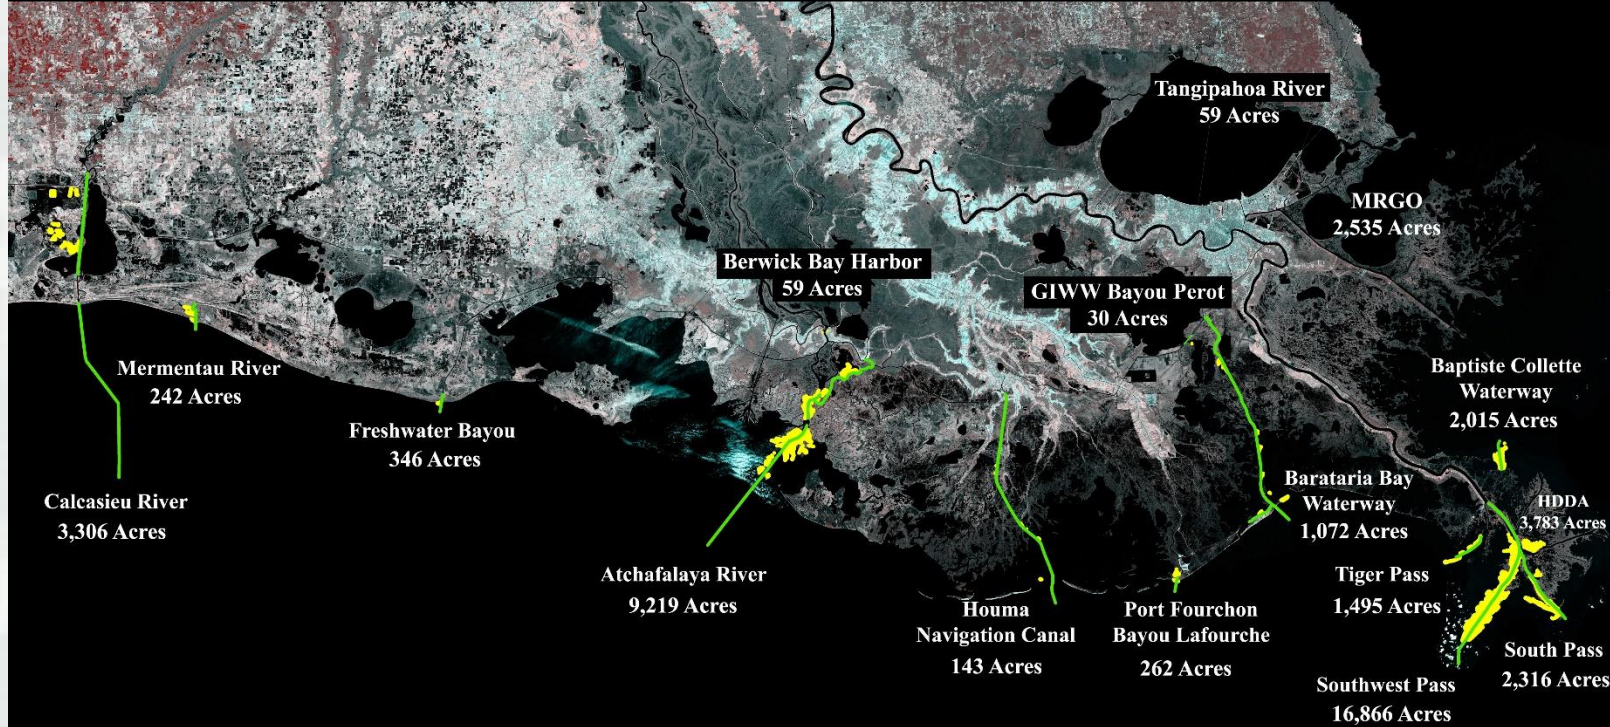 Tangipahoa River
59 Acres
MRGO
2,535 Acres
Berwick Bay Harbor
59 Acres
GIWW Bayou Perot
30 Acres
Mermentau River
242 Acres
Baptiste Collette
Waterway
2,015 Acres
Freshwater Bayou
346 Acres
Calcasieu River
3,306 Acres
Barataria Bay
Waterway
1,072 Acres
HDDA
3,783 Acres
Atchafalaya River
9,219 Acres
Tiger Pass
1,495 Acres
Houma
Navigation Canal
143 Acres
Port Fourchon
Bayou Lafourche
262 Acres
South Pass
2,316 Acres
Southwest Pass
16,866 Acres